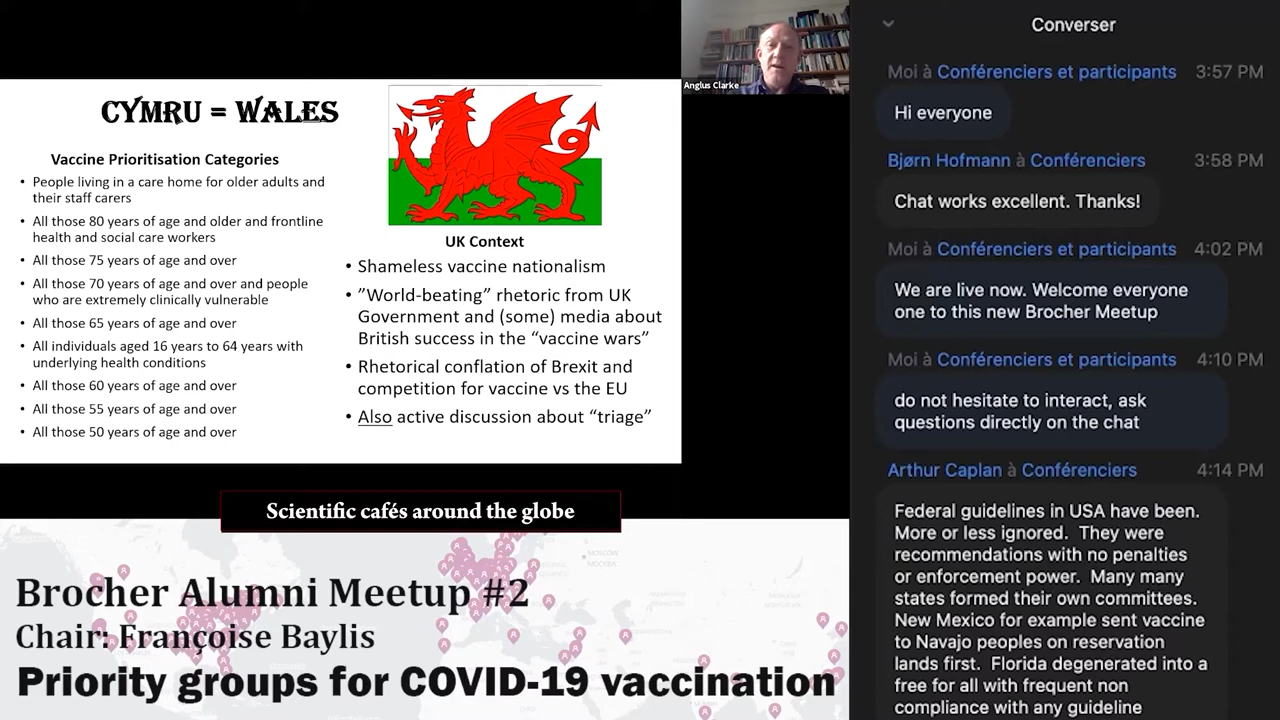 CYMRU = WALES
Vaccine Prioritisation Categories
• People living in a care home for older adults and
their staff carers
• All those 80 years of age and older and frontline
health and social care workers
• All those 75 years of age and over
• All those 70 years of age and over and people
who are extremely clinically vulnerable
• All those 65 years of age and over
• All individuals aged 16 years to 64 years with
underlying health conditions
• All those 60 years of age and over
• All those 55 years of age and over
• All those 50 years of age and over
UK Context
• Shameless vaccine nationalism
• ”World-beating” rhetoric from UK
Government and (some) media about
British success in the “vaccine wars”
• Rhetorical conflation of Brexit and
competition for vaccine vs the EU
• Also active discussion about “triage”
Anglus Clarke
Scientific cafés around the globe
MOSCOW
МОСКВА
Brocher Alumni Meetup #2
Chair: Françoise Baylis
Priority groups for COVID-19 vaccination
Converser
Moi à Conférenciers et participants 3:57 PM
Hi everyone
Bjørn Hofmann à Conférenciers 3:58 PM
Chat works excellent. Thanks!
Moi à Conférenciers et participants 4:02 PM
We are live now. Welcome everyone
one to this new Brocher Meetup
Moi à Conférenciers et participants 4:10 PM
do not hesitate to interact, ask
questions directly on the chat
Arthur Caplan à Conférenciers 4:14 PM
Federal guidelines in USA have been.
More or less ignored. They were
recommendations with no penalties
or enforcement power. Many many
states formed their own committees.
New Mexico for example sent vaccine
to Navajo peoples on reservation
lands first. Florida degenerated into a
free for all with frequent non
compliance with any guideline